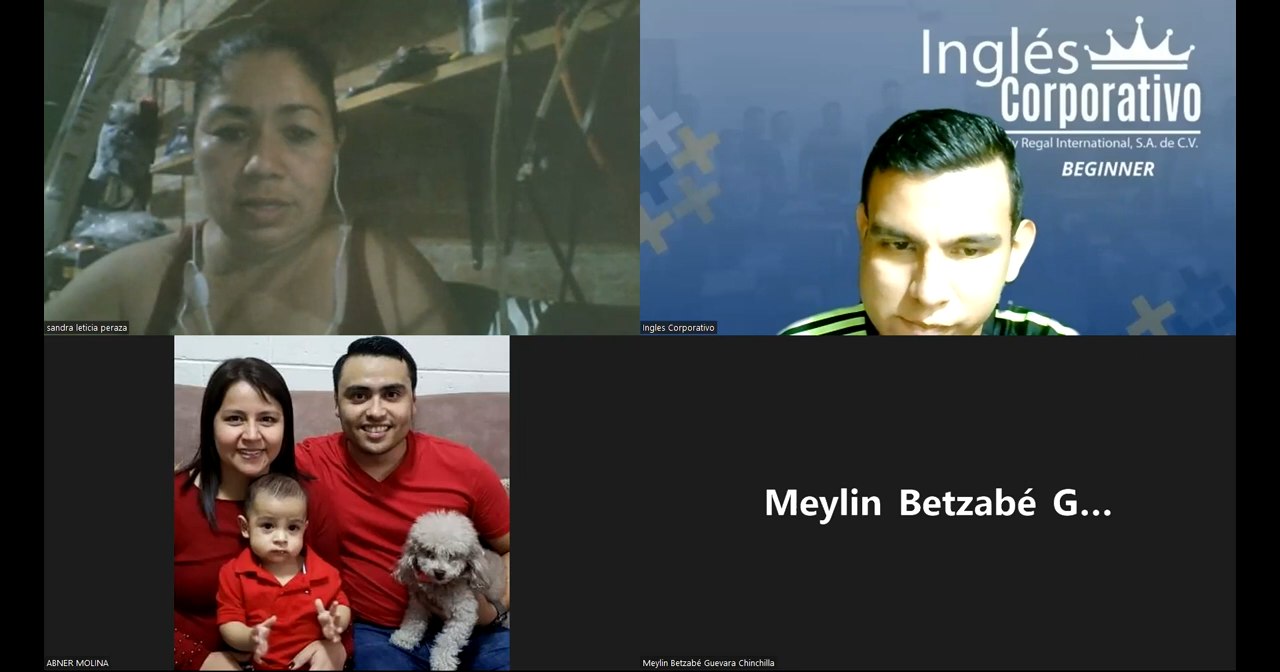 Inglés
Corporativo
y Regal International, S.A. de C.V.
BEGINNER
sandra leticia peraza
Ingles Corporativo
Meylin Betzabé G...
ABNER MOLINA
Meylin Betzabé Guevara Chinchilla